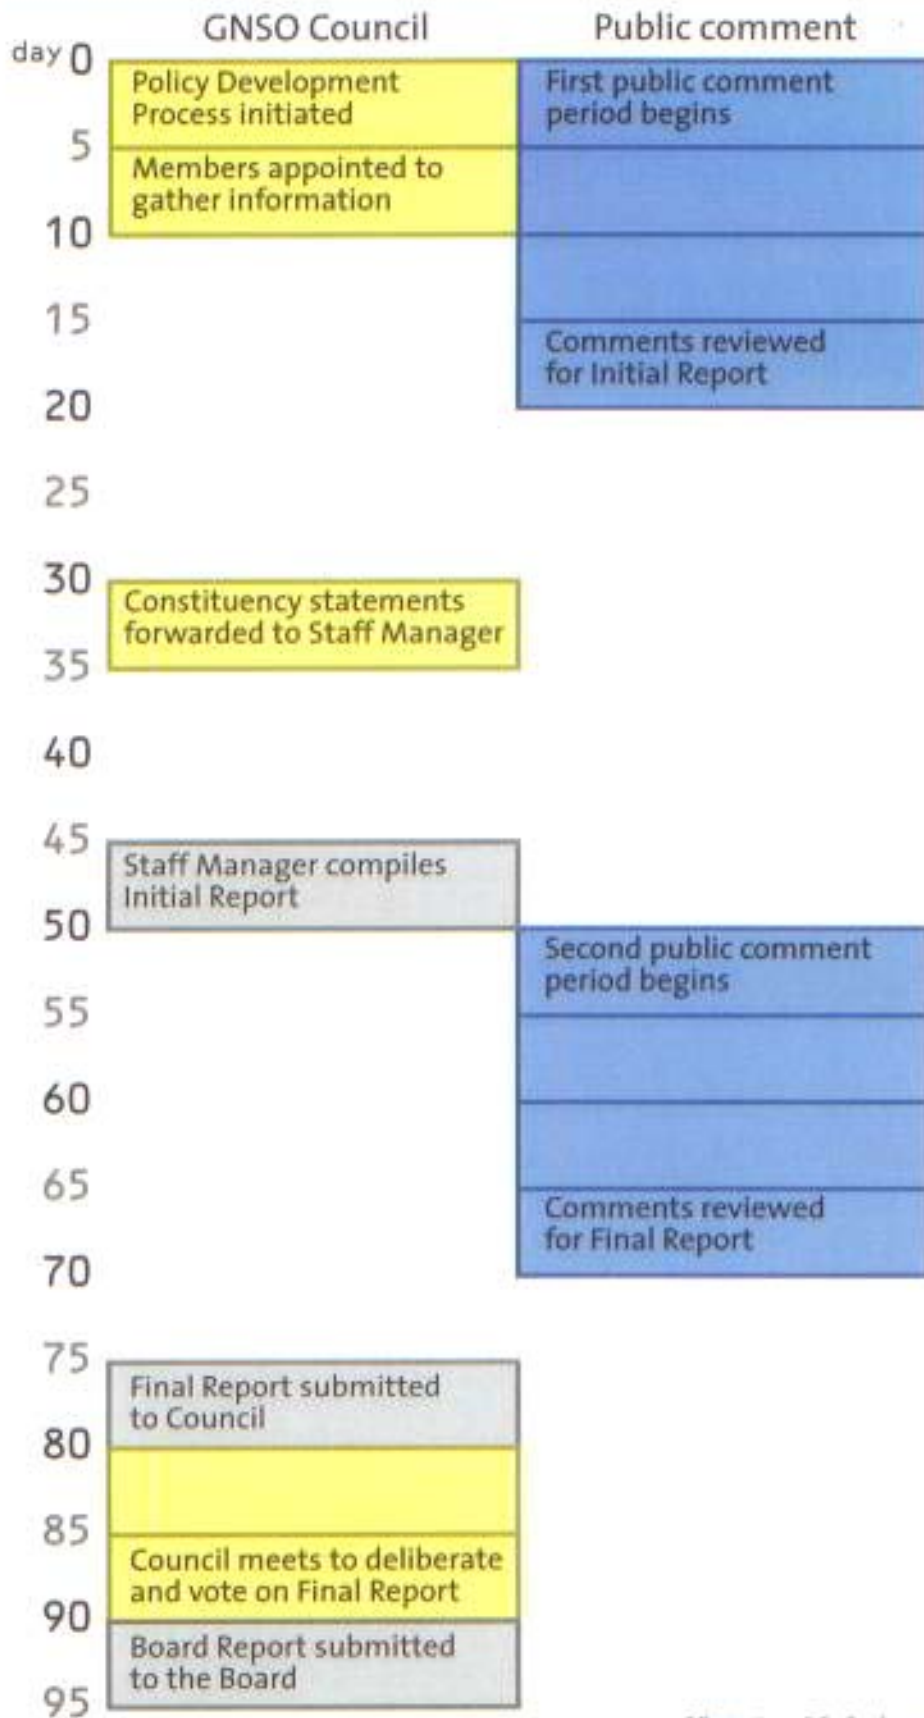 GNSO Council
Public comment
day 0
Policy Development
Process initiated
First public comment
period begins
5
Members appointed to
gather information
10
15
Comments reviewed
for Initial Report
20
25
30
Constituency statements
forwarded to Staff Manager
35
40
45
Staff Manager compiles
Initial Report
50
Second public comment
period begins
55
60
65
Comments reviewed
for Final Report
70
75
Final Report submitted
to Council
80
85
Council meets to deliberate
and vote on Final Report
90
Board Report submitted
to the Board
95